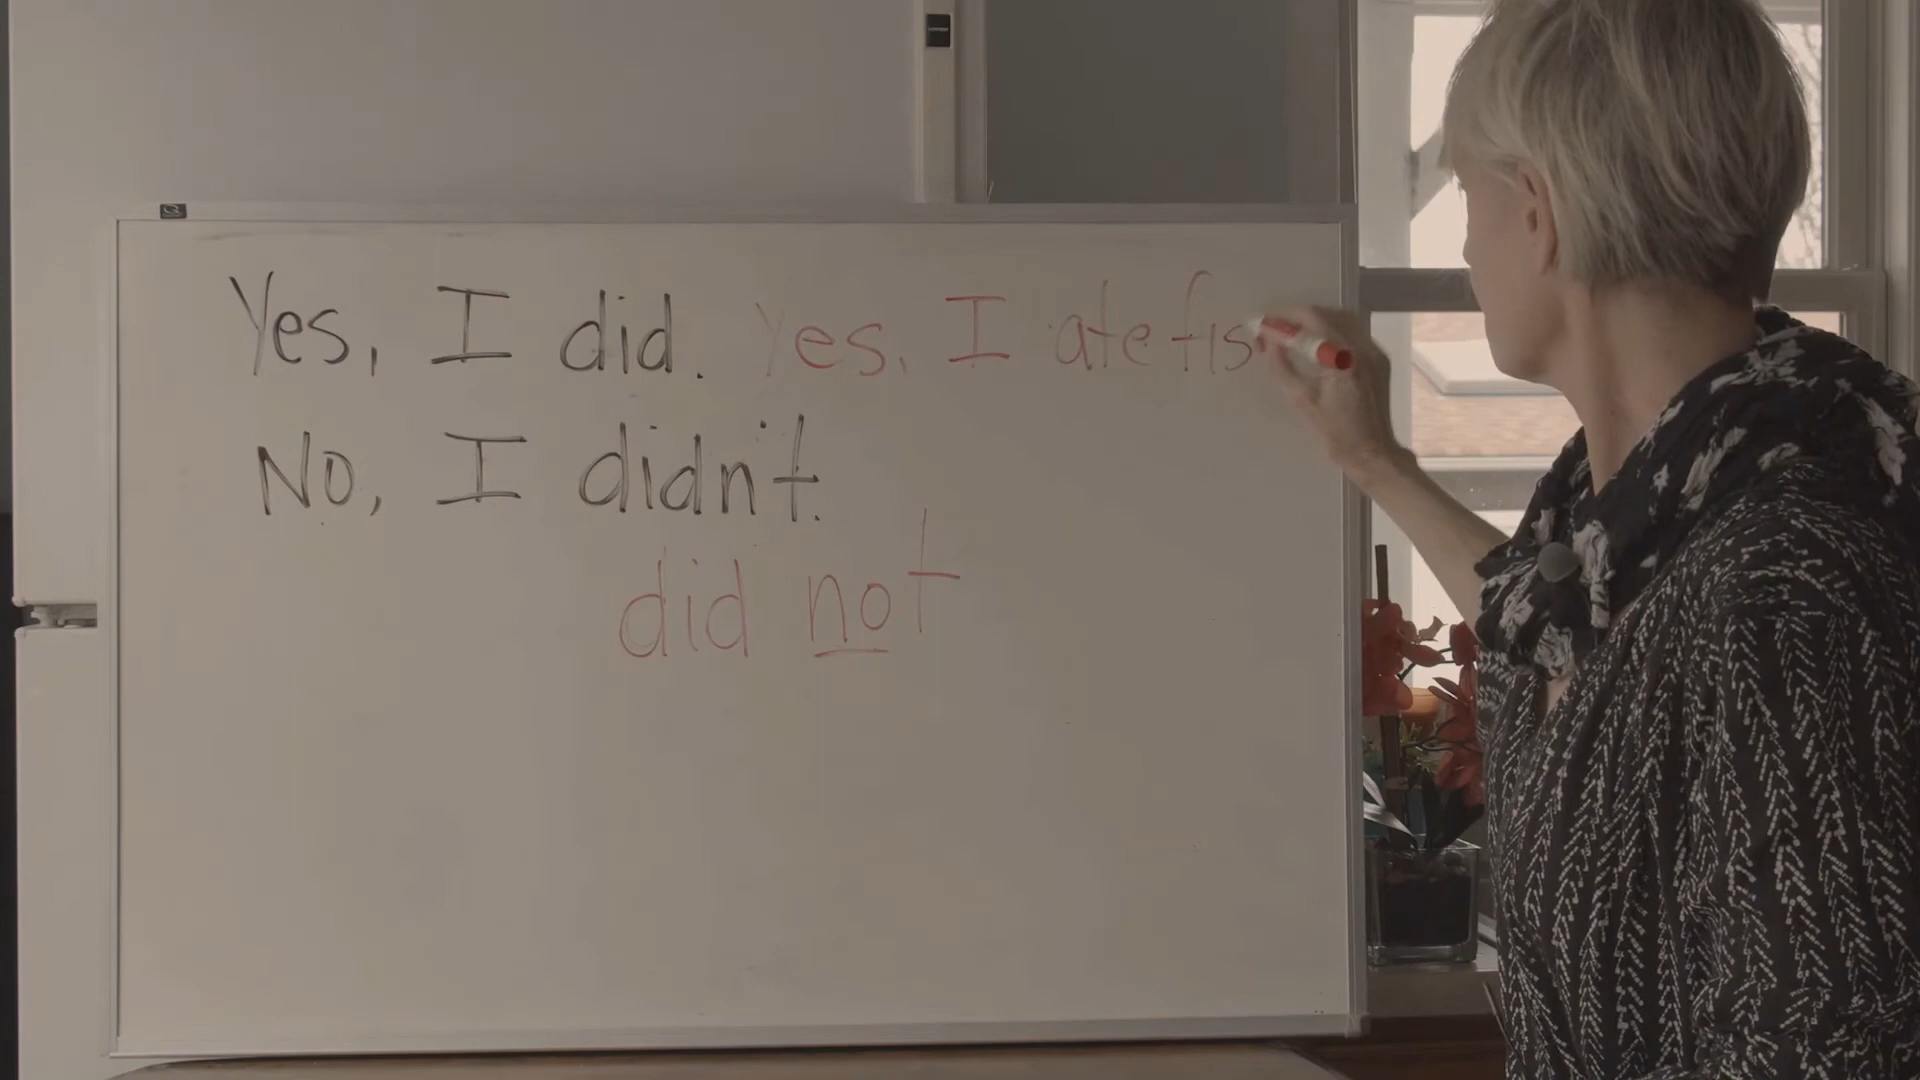 Yes, I did. Yes, I ate fis
No, I didn't.
did not